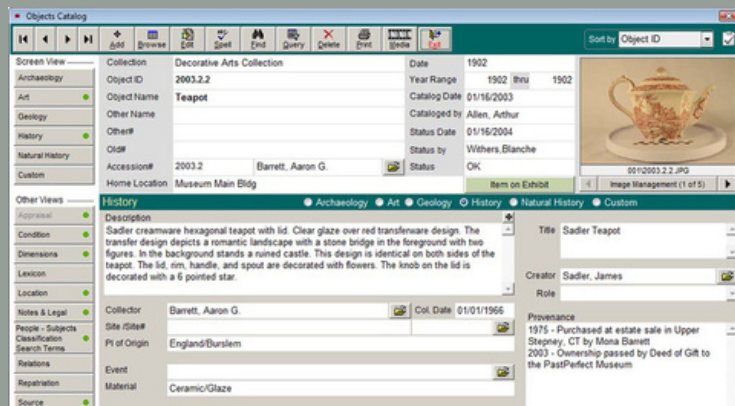 Objects Catalog
Add Browse Edit Spell Find Query Delete Print Media Exit
Sort by Object ID
Screen View
Archaeology
Art
Geology
History
Natural History
Custom
Collection Decorative Arts Collection
Object ID 2003.2.2
Object Name Teapot
Other Name
Other#
Old#
Accession# 2003.2 Barrett, Aaron G.
Home Location Museum Main Bldg
Date 1902
Year Range 1902 thru 1902
Catalog Date 01/16/2003
Cataloged by Allen, Arthur
Status Date 01/16/2004
Status by Withers,Blanche
Status OK
Item on Exhibit
001\2003.2.2.JPG
Image Management (1 of 5)
Other Views
Appraisal
Condition
Dimensions
Lexicon
Location
Notes & Legal
People - Subjects
Classification
Search Terms
Relations
Repatriation
Source
History Archaeology Art Geology History Natural History Custom
Description
Sadler creamware hexagonal teapot with lid. Clear glaze over red transferware design. The
transfer design depicts a romantic landscape with a stone bridge in the foreground with two
figures. In the background stands a ruined castle. This design is identical on both sides of the
teapot. The lid, rim, handle, and spout are decorated with flowers. The knob on the lid is
decorated with a 6 pointed star.
Collector Barrett, Aaron G. Col. Date 01/01/1966
Site /Site#
Pl of Origin England/Burslem
Event
Material Ceramic/Glaze
Title Sadler Teapot
Creator Sadler, James
Role
Provenance
1975 - Purchased at estate sale in Upper
Stepney, CT by Mona Barrett
2003 - Ownership passed by Deed of Gift to
the PastPerfect Museum